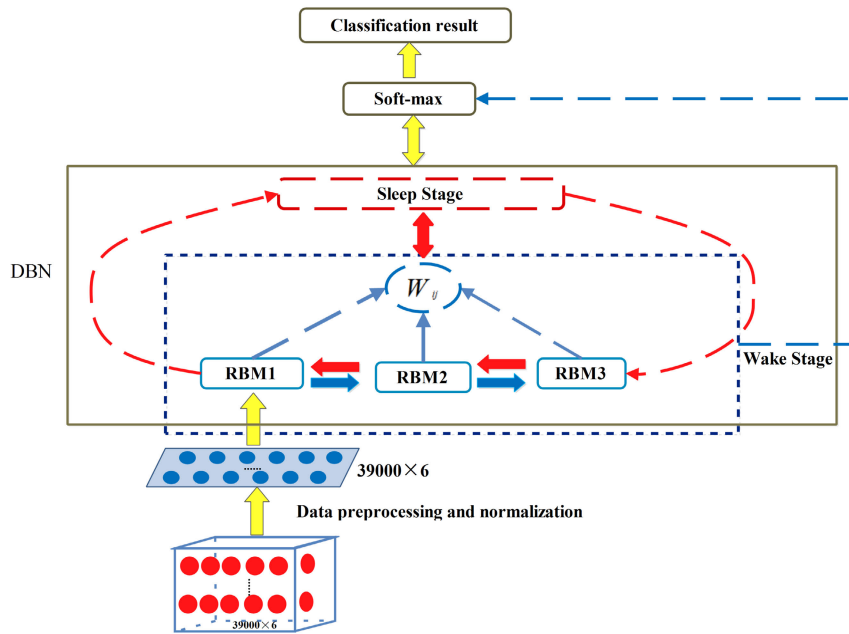 Classification result
Soft-max
Sleep Stage
DBN
W ij
RBM1
RBM2
RBM3
Wake Stage
39000×6
Data preprocessing and normalization
39000×6